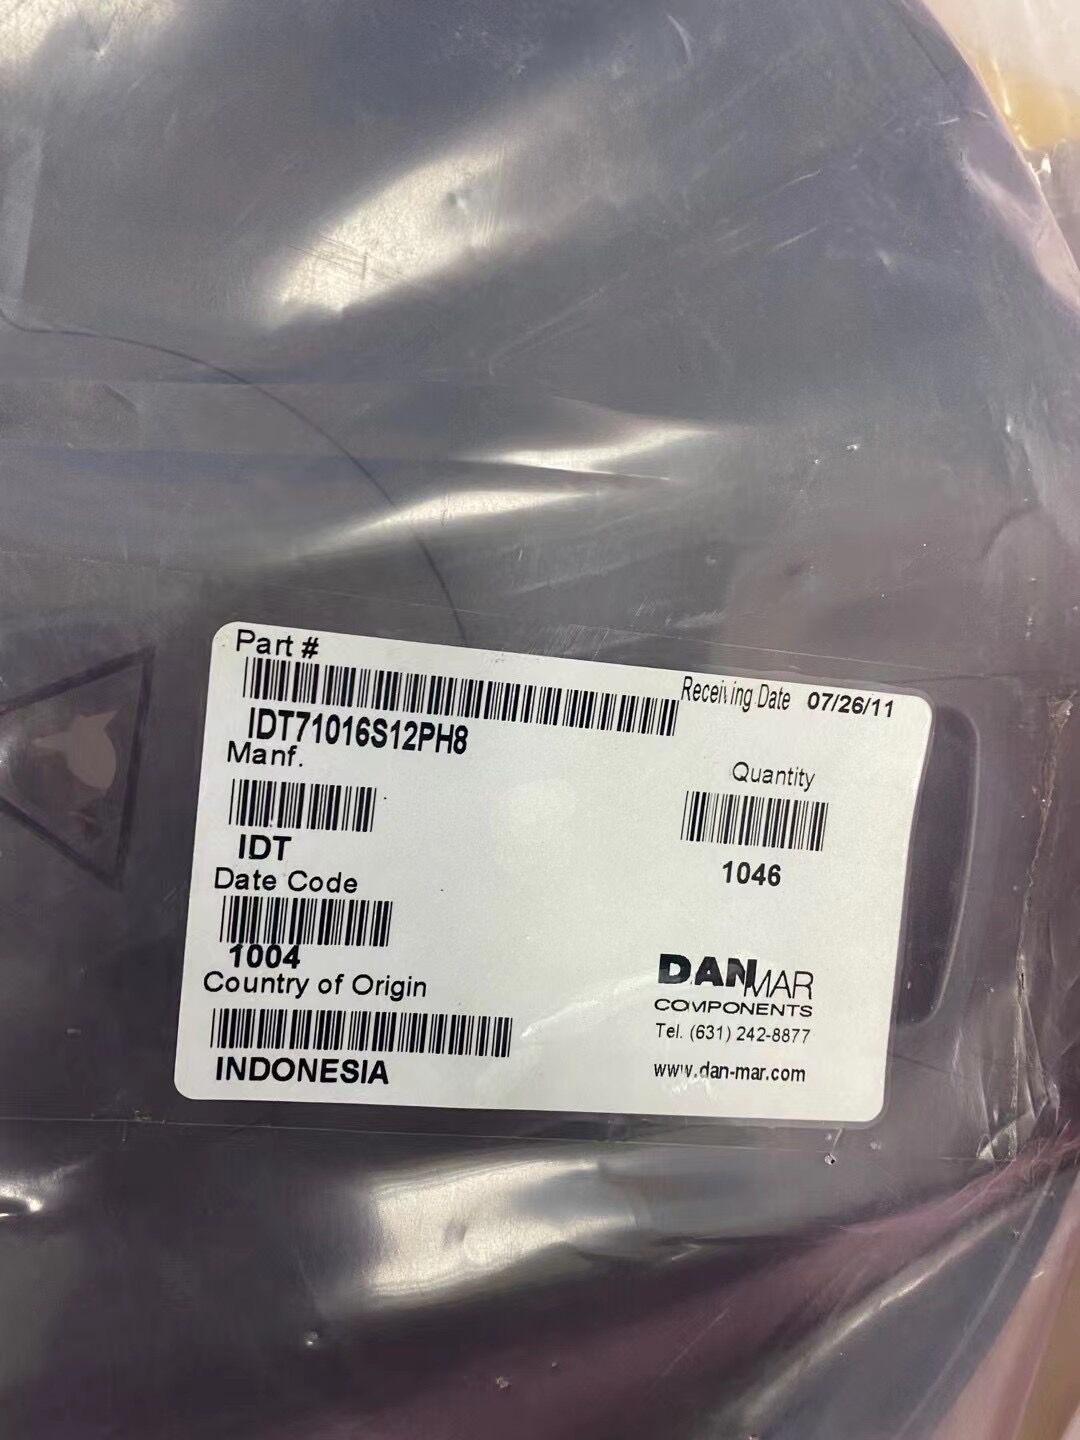 Part #
Receiving Date 07/26/11
IDT71016S12PH8
Manf.
Quantity
IDT
1046
Date Code
1004
Country of Origin
INDONESIA
DANMAR
COMPONENTS
Tel. (631) 242-8877
www.dan-mar.com